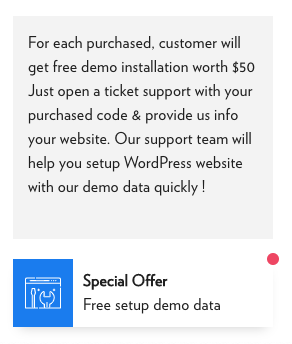 For each purchased, customer will
get free demo installation worth $50
Just open a ticket support with your
purchased code & provide us info
your website. Our support team will
help you setup WordPress website
with our demo data quickly !
Special Offer
Free setup demo data